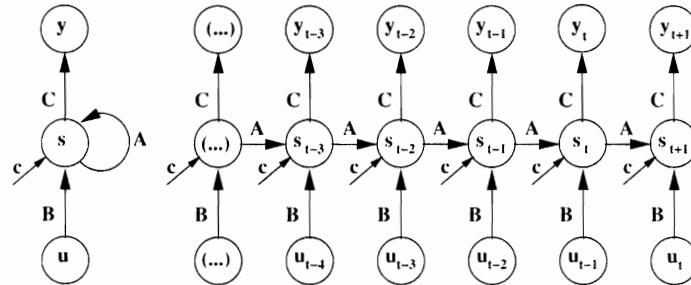 y (...) y_{t-3} y_{t-2} y_{t-1} y_t y_{t+1}
C C C C C C C
s A (...) A s_{t-3} A s_{t-2} A s_{t-1} A s_t A s_{t+1}
c c c c c c c
B B B B B B B
u (...) u_{t-4} u_{t-3} u_{t-2} u_{t-1} u_t